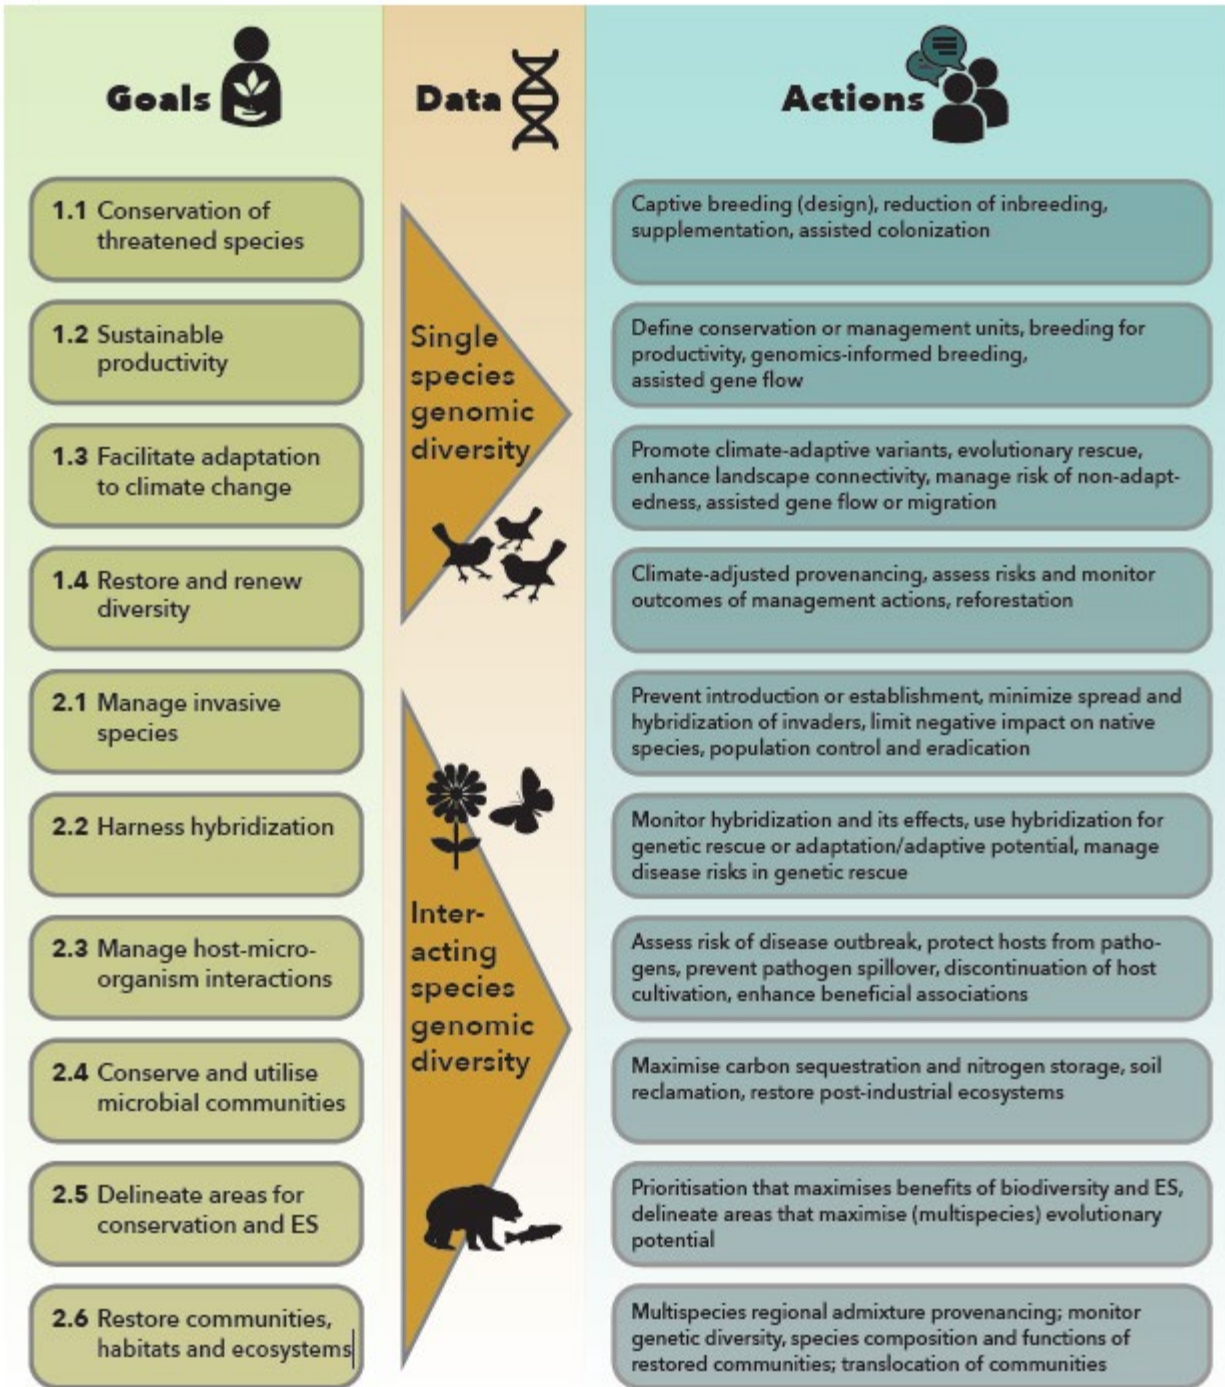 Goals
Data
Actions
1.1 Conservation of
threatened species
Captive breeding (design), reduction of inbreeding,
supplementation, assisted colonization
1.2 Sustainable
productivity
Define conservation or management units, breeding for
productivity, genomics-informed breeding,
assisted gene flow
1.3 Facilitate adaptation
to climate change
Promote climate-adaptive variants, evolutionary rescue,
enhance landscape connectivity, manage risk of non-adapt-
edness, assisted gene flow or migration
1.4 Restore and renew
diversity
Climate-adjusted provenancing, assess risks and monitor
outcomes of management actions, reforestation
Single
species
genomic
diversity
2.1 Manage invasive
species
Prevent introduction or establishment, minimize spread and
hybridization of invaders, limit negative impact on native
species, population control and eradication
2.2 Harness hybridization
Monitor hybridization and its effects, use hybridization for
genetic rescue or adaptation/adaptive potential, manage
disease risks in genetic rescue
2.3 Manage host-micro-
organism interactions
Assess risk of disease outbreak, protect hosts from patho-
gens, prevent pathogen spillover, discontinuation of host
cultivation, enhance beneficial associations
2.4 Conserve and utilise
microbial communities
Maximise carbon sequestration and nitrogen storage, soil
reclamation, restore post-industrial ecosystems
2.5 Delineate areas for
conservation and ES
Prioritisation that maximises benefits of biodiversity and ES,
delineate areas that maximise (multispecies) evolutionary
potential
2.6 Restore communities,
habitats and ecosystems
Multispecies regional admixture provenancing; monitor
genetic diversity, species composition and functions of
restored communities; translocation of communities
Inter-
acting
species
genomic
diversity